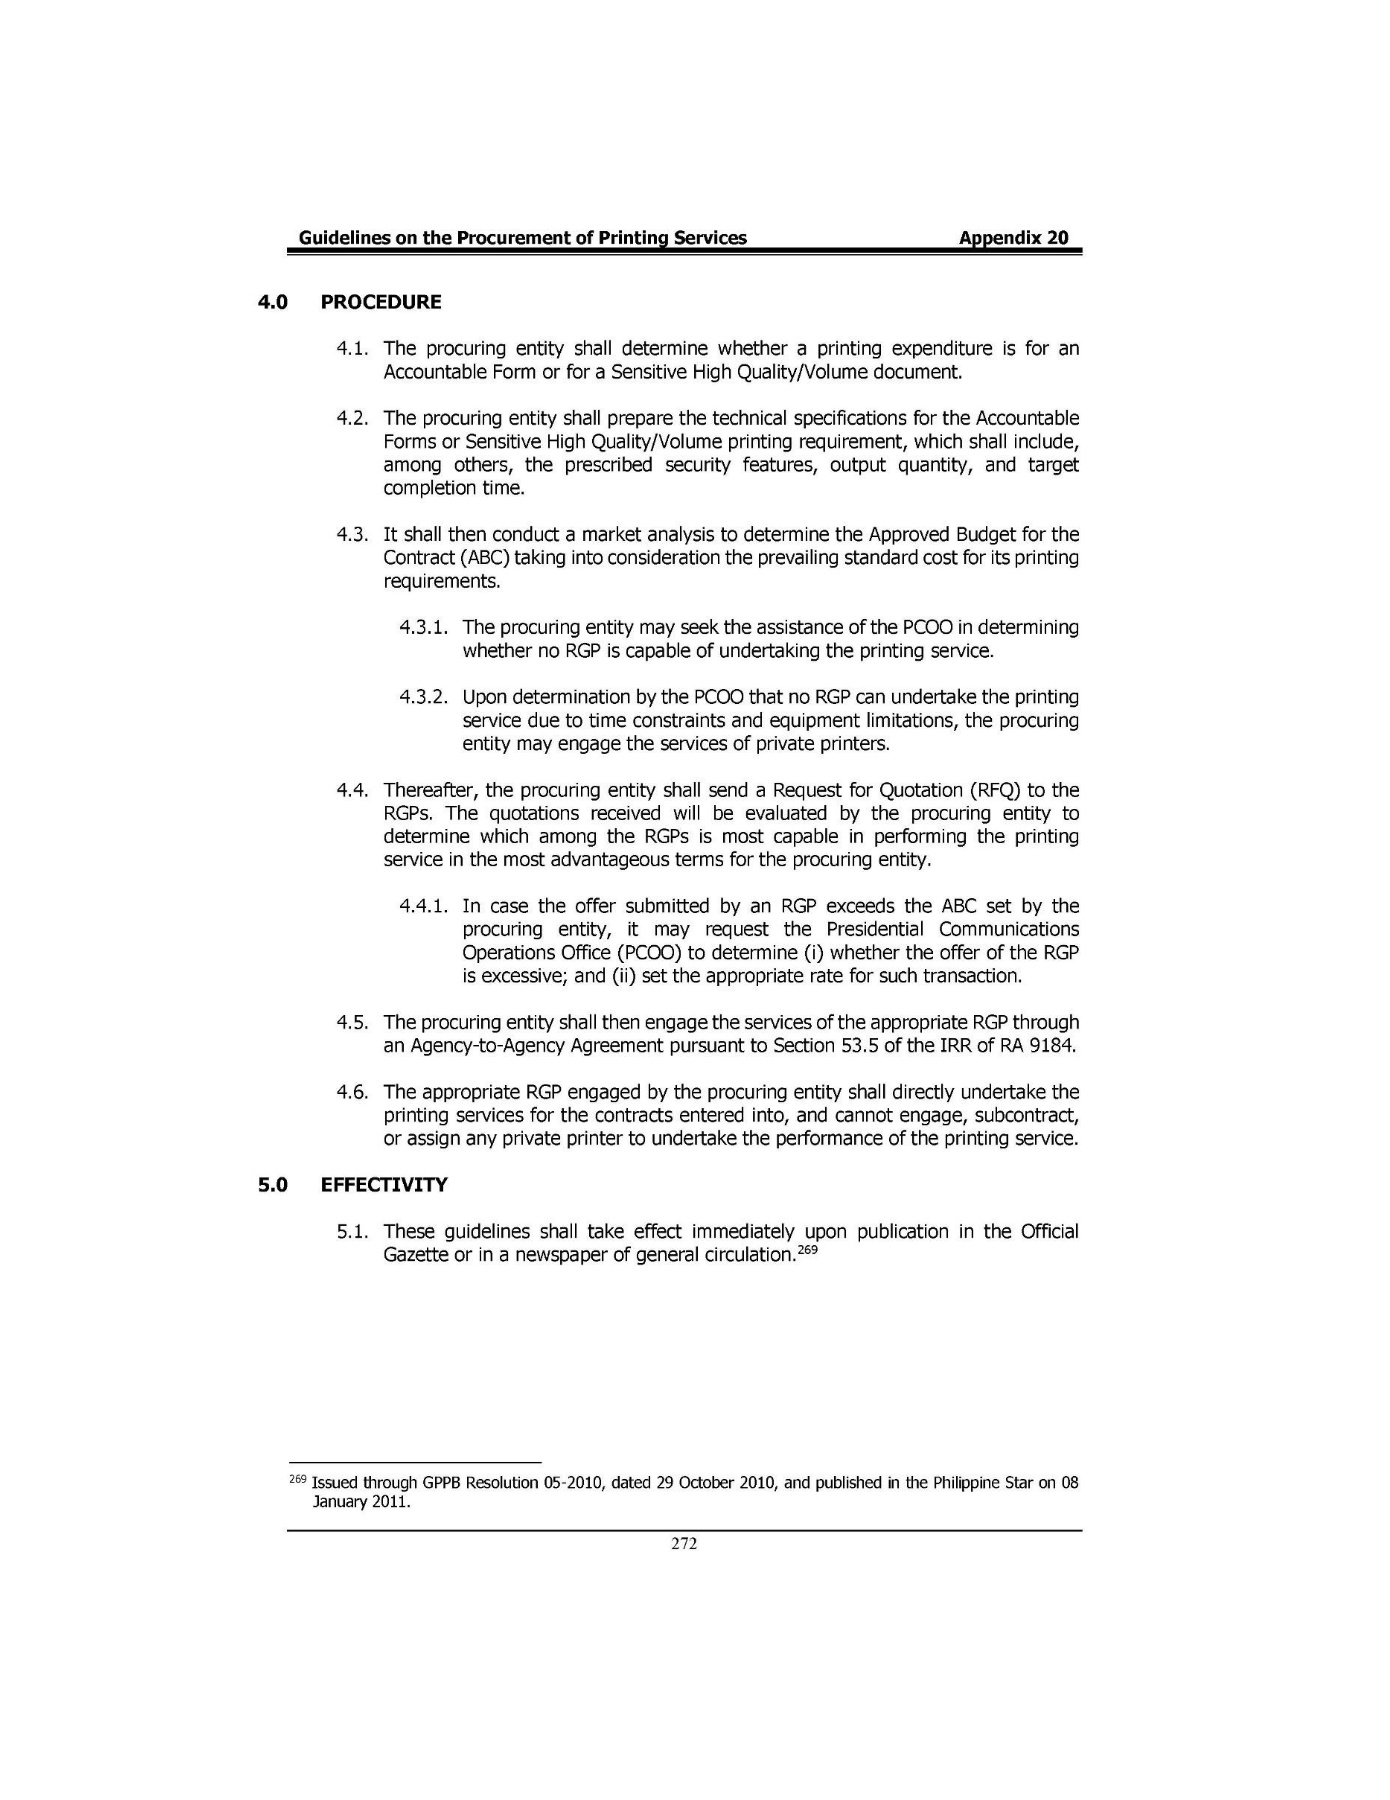 Guidelines on the Procurement of Printing Services Appendix 20
4.0 PROCEDURE
4.1. The procuring entity shall determine whether a printing expenditure is for an
Accountable Form or for a Sensitive High Quality/Volume document.
4.2. The procuring entity shall prepare the technical specifications for the Accountable
Forms or Sensitive High Quality/Volume printing requirement, which shall include,
among others, the prescribed security features, output quantity, and target
completion time.
4.3. It shall then conduct a market analysis to determine the Approved Budget for the
Contract (ABC) taking into consideration the prevailing standard cost for its printing
requirements.
4.3.1. The procuring entity may seek the assistance of the PCOO in determining
whether no RGP is capable of undertaking the printing service.
4.3.2. Upon determination by the PCOO that no RGP can undertake the printing
service due to time constraints and equipment limitations, the procuring
entity may engage the services of private printers.
4.4. Thereafter, the procuring entity shall send a Request for Quotation (RFQ) to the
RGPs. The quotations received will be evaluated by the procuring entity to
determine which among the RGPs is most capable in performing the printing
service in the most advantageous terms for the procuring entity.
4.4.1. In case the offer submitted by an RGP exceeds the ABC set by the
procuring entity, it may request the Presidential Communications
Operations Office (PCOO) to determine (i) whether the offer of the RGP
is excessive; and (ii) set the appropriate rate for such transaction.
4.5. The procuring entity shall then engage the services of the appropriate RGP through
an Agency-to-Agency Agreement pursuant to Section 53.5 of the IRR of RA 9184.
4.6. The appropriate RGP engaged by the procuring entity shall directly undertake the
printing services for the contracts entered into, and cannot engage, subcontract,
or assign any private printer to undertake the performance of the printing service.
5.0 EFFECTIVITY
5.1. These guidelines shall take effect immediately upon publication in the Official
Gazette or in a newspaper of general circulation.269
269 Issued through GPPB Resolution 05-2010, dated 29 October 2010, and published in the Philippine Star on 08
January 2011.
272